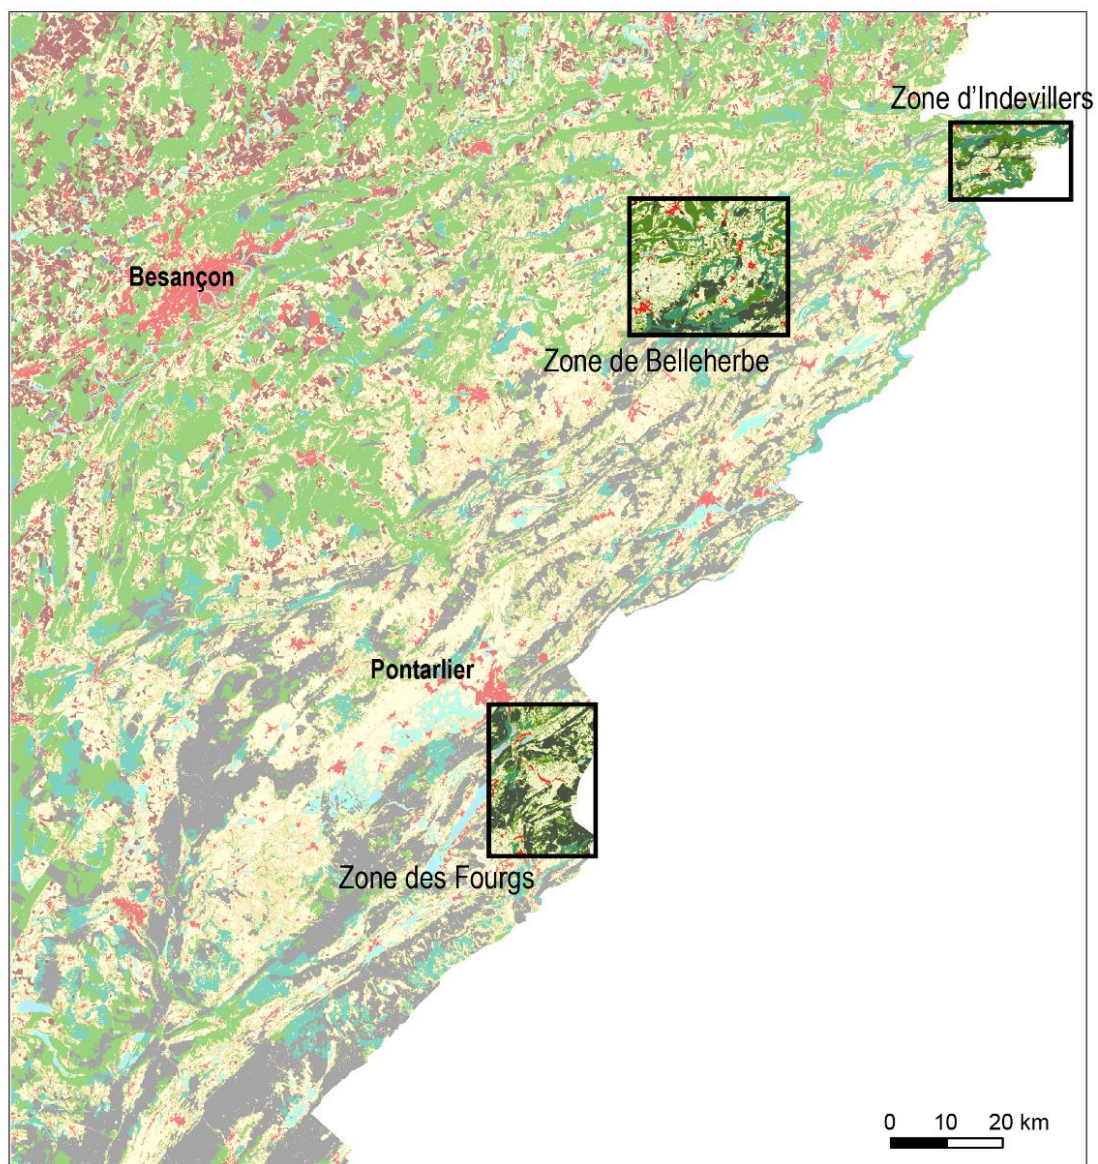 Zone d'Indevillers
Besançon
Zone de Belleherbe
Pontarlier
Zone des Fourgs
0 10 20 km